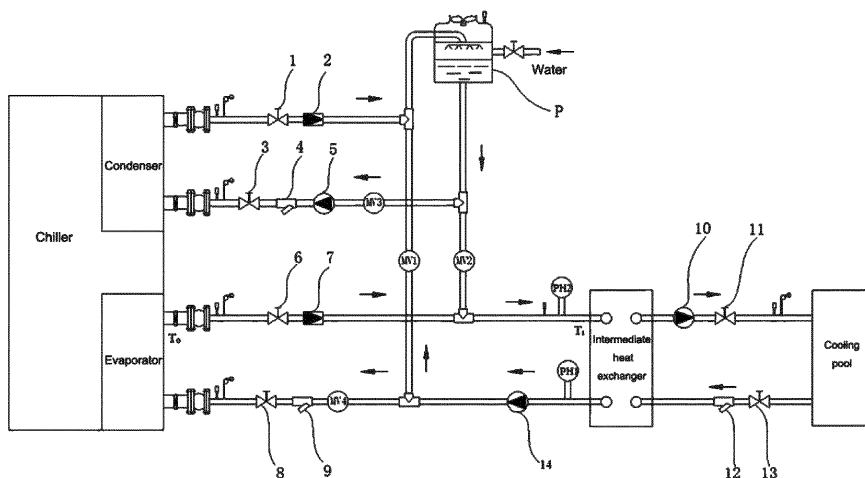 1
2
Water
P
Condenser
3
4
5
MV3
Chiller
MV1
MV2
6
7
10
11
PH2
T₀
T₁
Intermediate
heat
exchanger
Cooling
pool
Evaporator
PH1
MV4
8
9
14
12
13